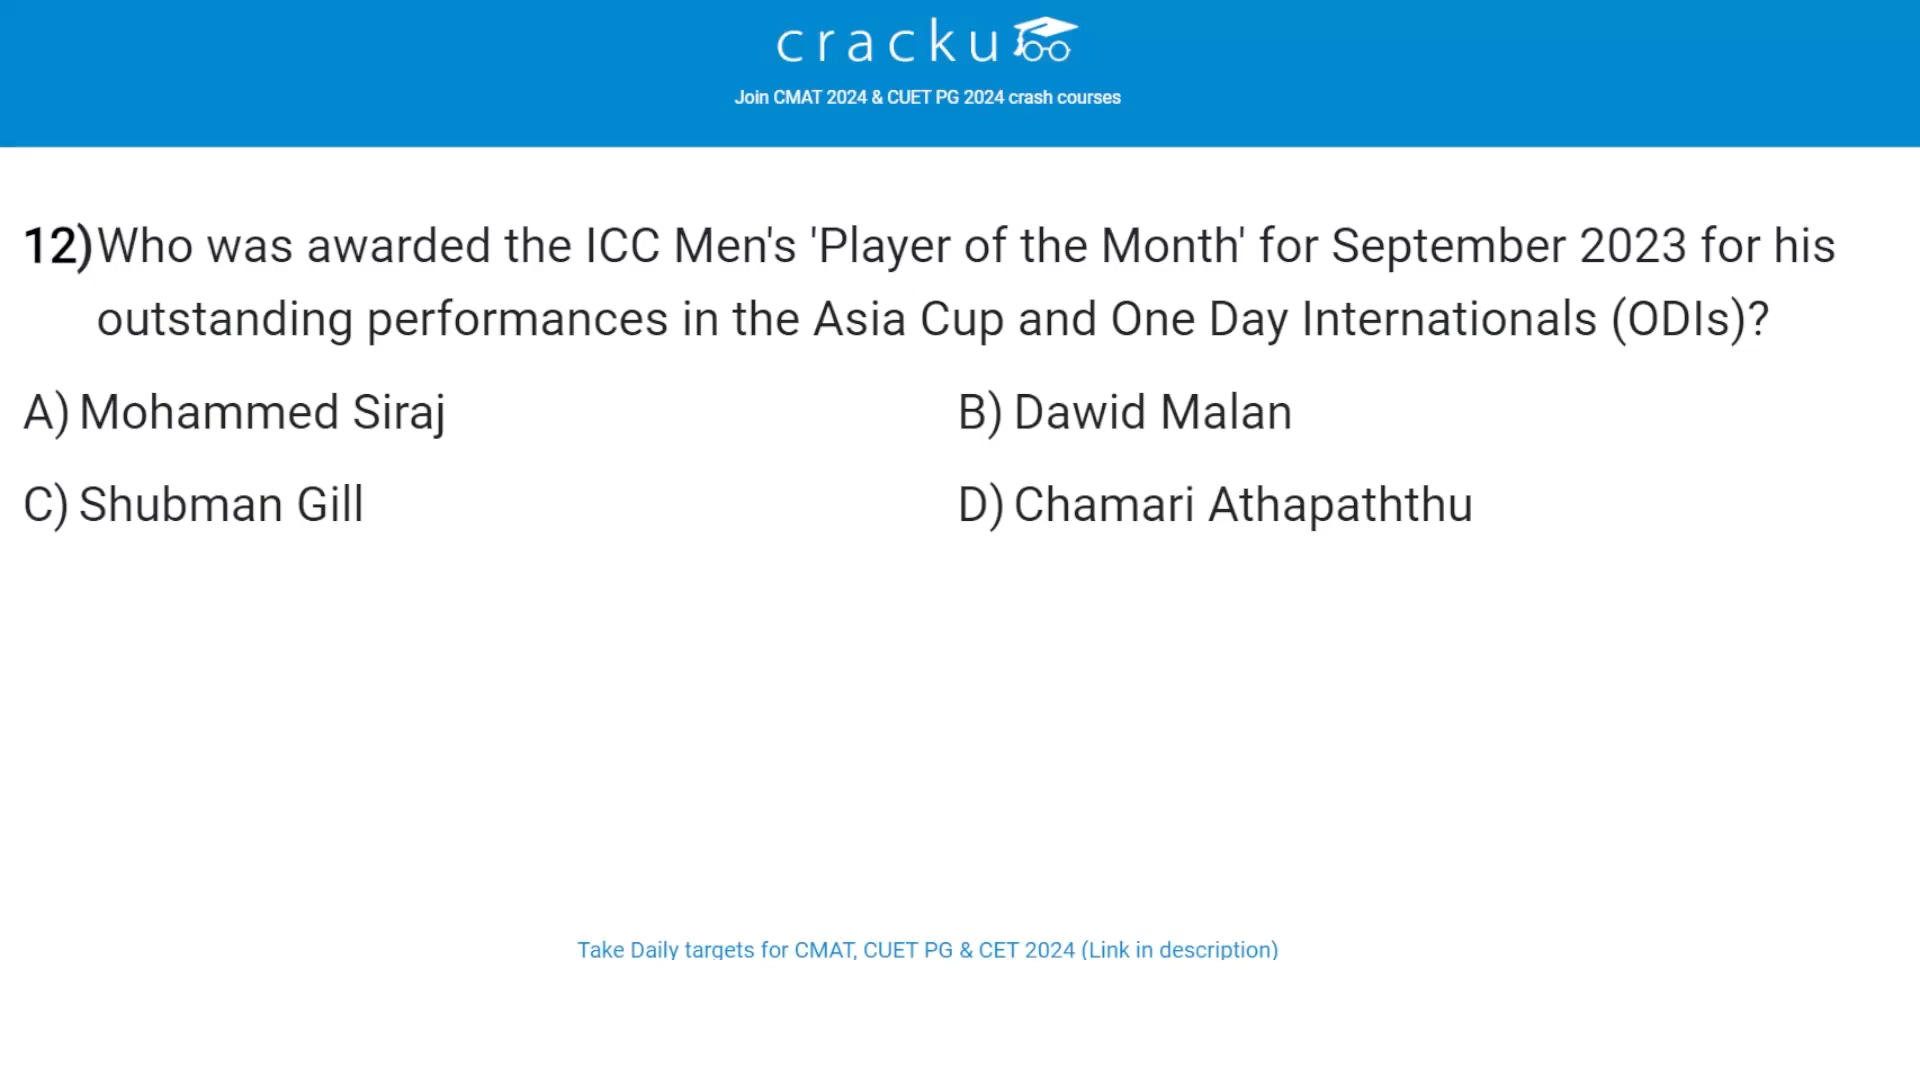 cracku
Join CMAT 2024 & CUET PG 2024 crash courses
12)Who was awarded the ICC Men's 'Player of the Month' for September 2023 for his
outstanding performances in the Asia Cup and One Day Internationals (ODIs)?
A) Mohammed Siraj
B) Dawid Malan
C) Shubman Gill
D) Chamari Athapaththu
Take Daily targets for CMAT, CUET PG & CET 2024 (Link in description)